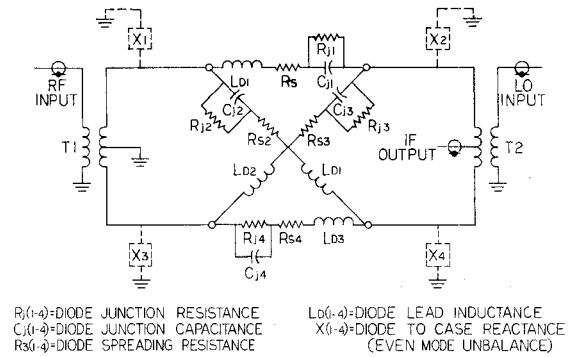 X1
X2
Rj1
RF
INPUT
LD1
RS
Cj1
LO
INPUT
Cj2
Cj3
Rj2
RS2
RS3
Rj3
IF
OUTPUT
T1
T2
LD2
LD1
X3
Rj4
RS4
LD3
X4
Cj4
Rj(1-4)=DIODE JUNCTION RESISTANCE
Cj(1-4)=DIODE JUNCTION CAPACITANCE
R3(1-4)=DIODE SPREADING RESISTANCE
LD(1-4)=DIODE LEAD INDUCTANCE
X(1-4)=DIODE TO CASE REACTANCE
(EVEN MODE UNBALANCE)